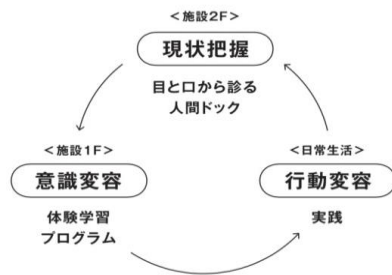 <施設2F>
現状把握
目と口から診る
人間ドック
<施設1F>
意識変容
体験学習
プログラム
<日常生活>
行動変容
実践